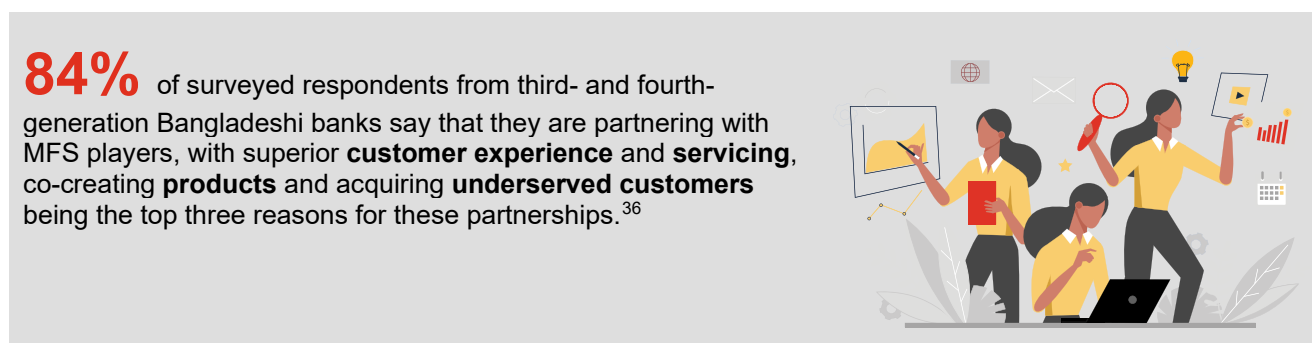 84% of surveyed respondents from third- and fourth-
generation Bangladeshi banks say that they are partnering with
MFS players, with superior customer experience and servicing,
co-creating products and acquiring underserved customers
being the top three reasons for these partnerships.36